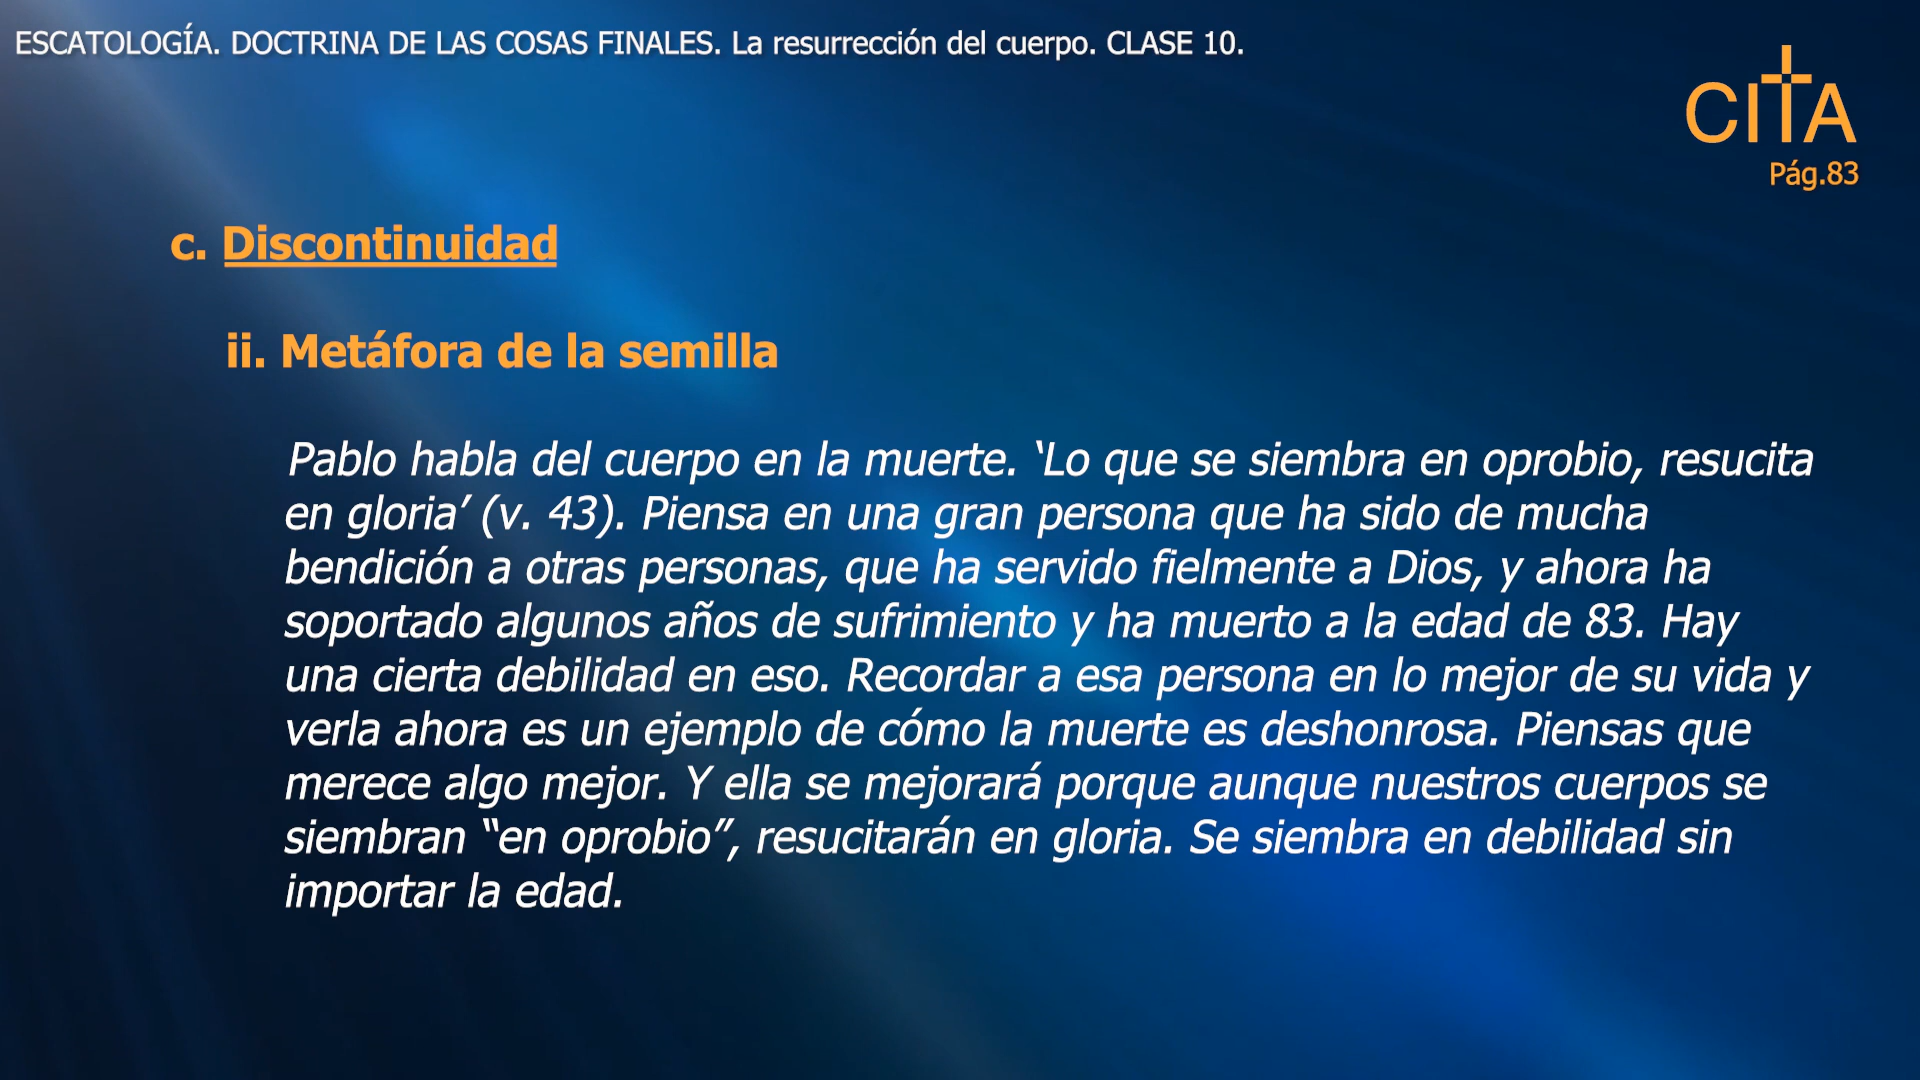 ESCATOLOGÍA. DOCTRINA DE LAS COSAS FINALES. La resurrección del cuerpo. CLASE 10.
CITA
Pág.83
c. Discontinuidad
ii. Metáfora de la semilla
Pablo habla del cuerpo en la muerte. ‘Lo que se siembra en oprobio, resucita
en gloria’ (v. 43). Piensa en una gran persona que ha sido de mucha
bendición a otras personas, que ha servido fielmente a Dios, y ahora ha
soportado algunos años de sufrimiento y ha muerto a la edad de 83. Hay
una cierta debilidad en eso. Recordar a esa persona en lo mejor de su vida y
verla ahora es un ejemplo de cómo la muerte es deshonrosa. Piensas que
merece algo mejor. Y ella se mejorará porque aunque nuestros cuerpos se
siembran “en oprobio”, resucitarán en gloria. Se siembra en debilidad sin
importar la edad.